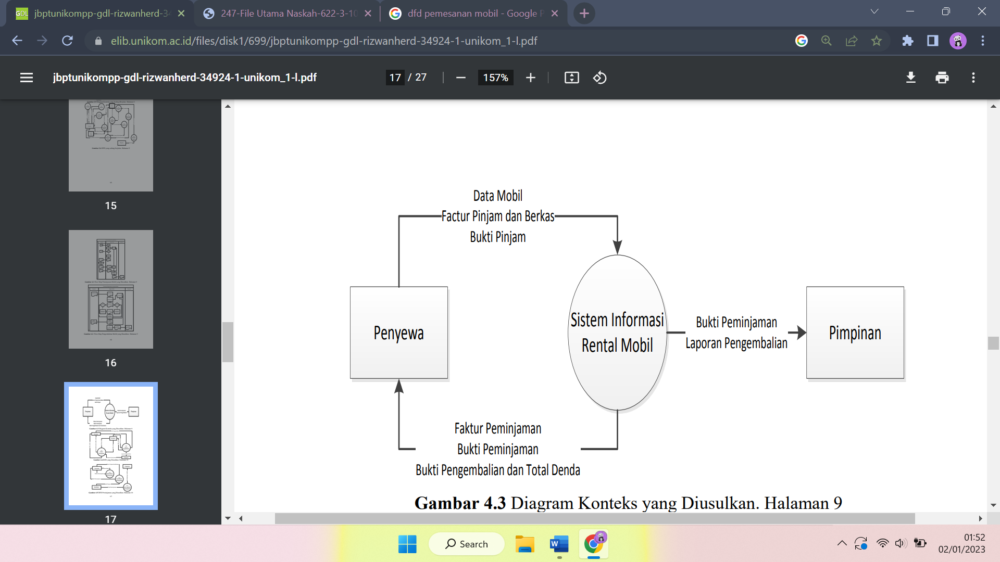 jbptunikompp-gdl-rizwanherd-34
247-File Utama Naskah-622-3-10
dfd pemesanan mobil - Google P
elib.unikom.ac.id/files/disk1/699/jbptunikompp-gdl-rizwanherd-34924-1-unikom_1-l.pdf
jbptunikompp-gdl-rizwanherd-34924-1-unikom_1-l.pdf
17 / 27
157%
15
16
17
Data Mobil
Factur Pinjam dan Berkas
Bukti Pinjam
Penyewa
Sistem Informasi
Rental Mobil
Bukti Peminjaman
Laporan Pengembalian
Pimpinan
Faktur Peminjaman
Bukti Peminjaman
Bukti Pengembalian dan Total Denda
Gambar 4.3 Diagram Konteks yang Diusulkan. Halaman 9
Search
01:52
02/01/2023